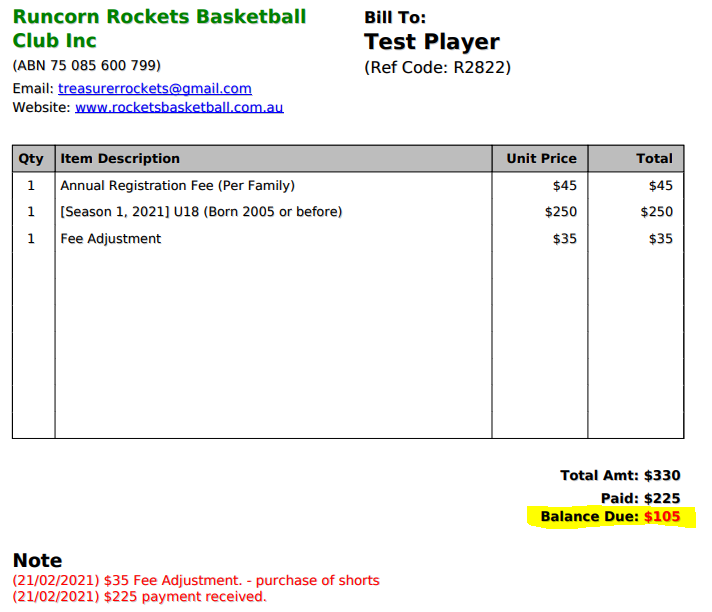 Runcorn Rockets Basketball
Club Inc
(ABN 75 085 600 799)
Email: treasurerrockets@gmail.com
Website: www.rocketsbasketball.com.au
Bill To:
Test Player
(Ref Code: R2822)
Qty Item Description Unit Price Total
1 Annual Registration Fee (Per Family) $45 $45
1 [Season 1, 2021] U18 (Born 2005 or before) $250 $250
1 Fee Adjustment $35 $35
Total Amt: $330
Paid: $225
Balance Due: $105
Note
(21/02/2021) $35 Fee Adjustment. - purchase of shorts
(21/02/2021) $225 payment received.